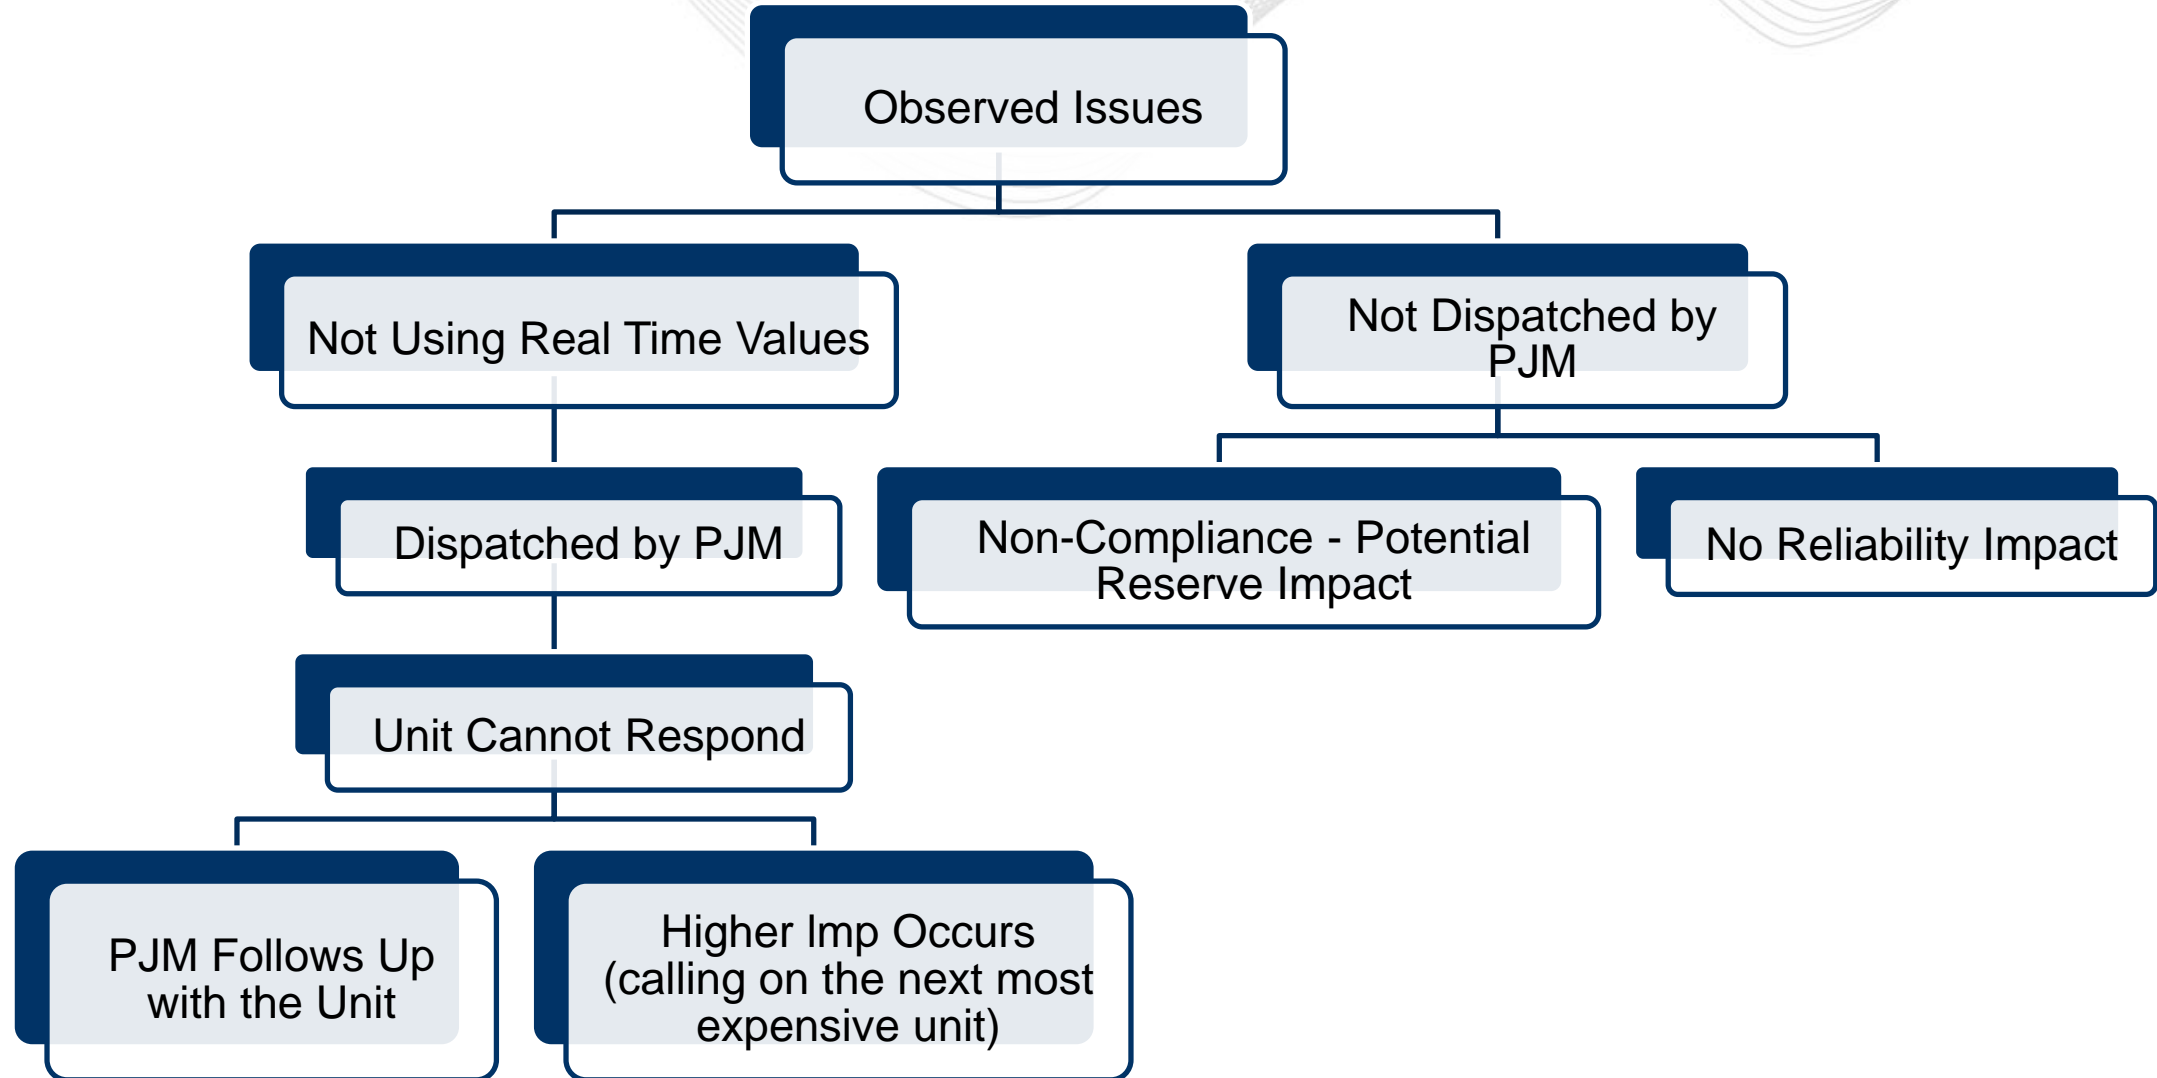 Observed Issues
Not Using Real Time Values
Not Dispatched by
PJM
Dispatched by PJM
Non-Compliance - Potential
Reserve Impact
No Reliability Impact
Unit Cannot Respond
PJM Follows Up
with the Unit
Higher Imp Occurs
(calling on the next most
expensive unit)